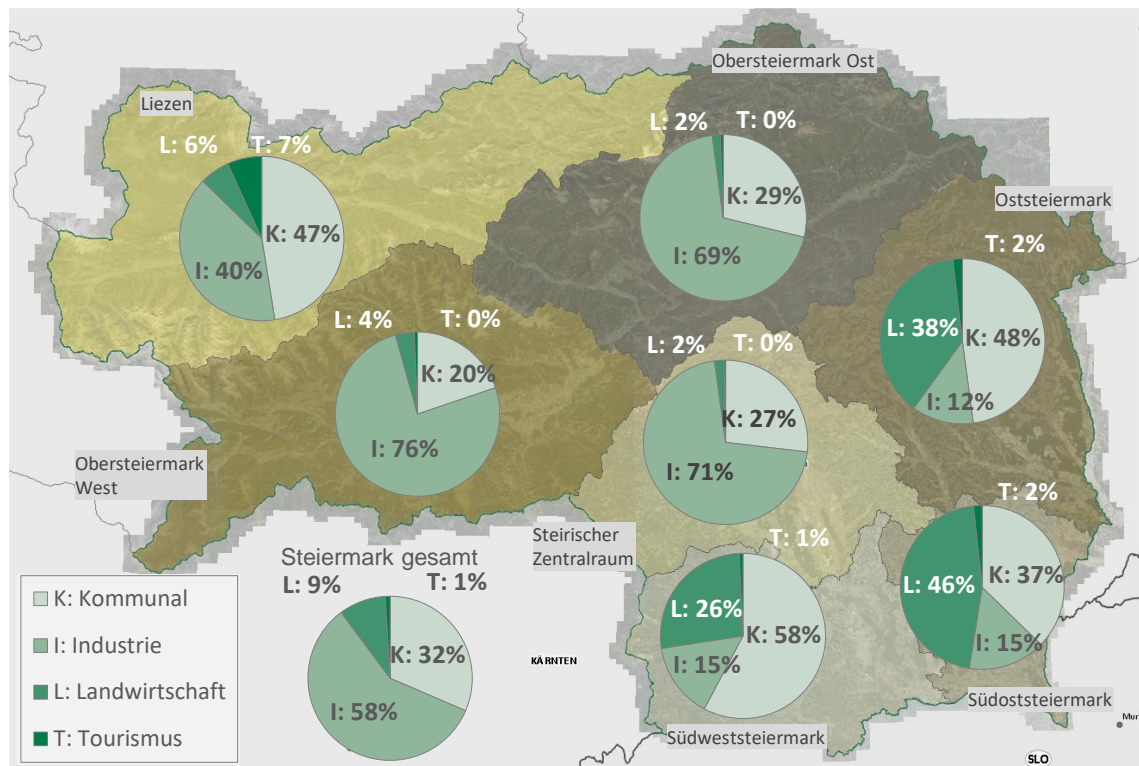 Obersteiermark Ost
Liezen
L: 6%
T: 7%
K: 47%
I: 40%
L: 2%
T: 0%
K: 29%
I: 69%
Oststeiermark
T: 2%
L: 38%
K: 48%
I: 12%
L: 4%
T: 0%
K: 20%
I: 76%
L: 2%
T: 0%
K: 27%
I: 71%
Obersteiermark
West
Steirischer
Zentralraum
T: 1%
L: 26%
K: 58%
I: 15%
Südweststeiermark
T: 2%
L: 46%
K: 37%
I: 15%
Südoststeiermark
Steiermark gesamt
L: 9%
T: 1%
K: 32%
I: 58%
K: Kommunal
I: Industrie
L: Landwirtschaft
T: Tourismus
KÄRNTEN
Mur
SLO